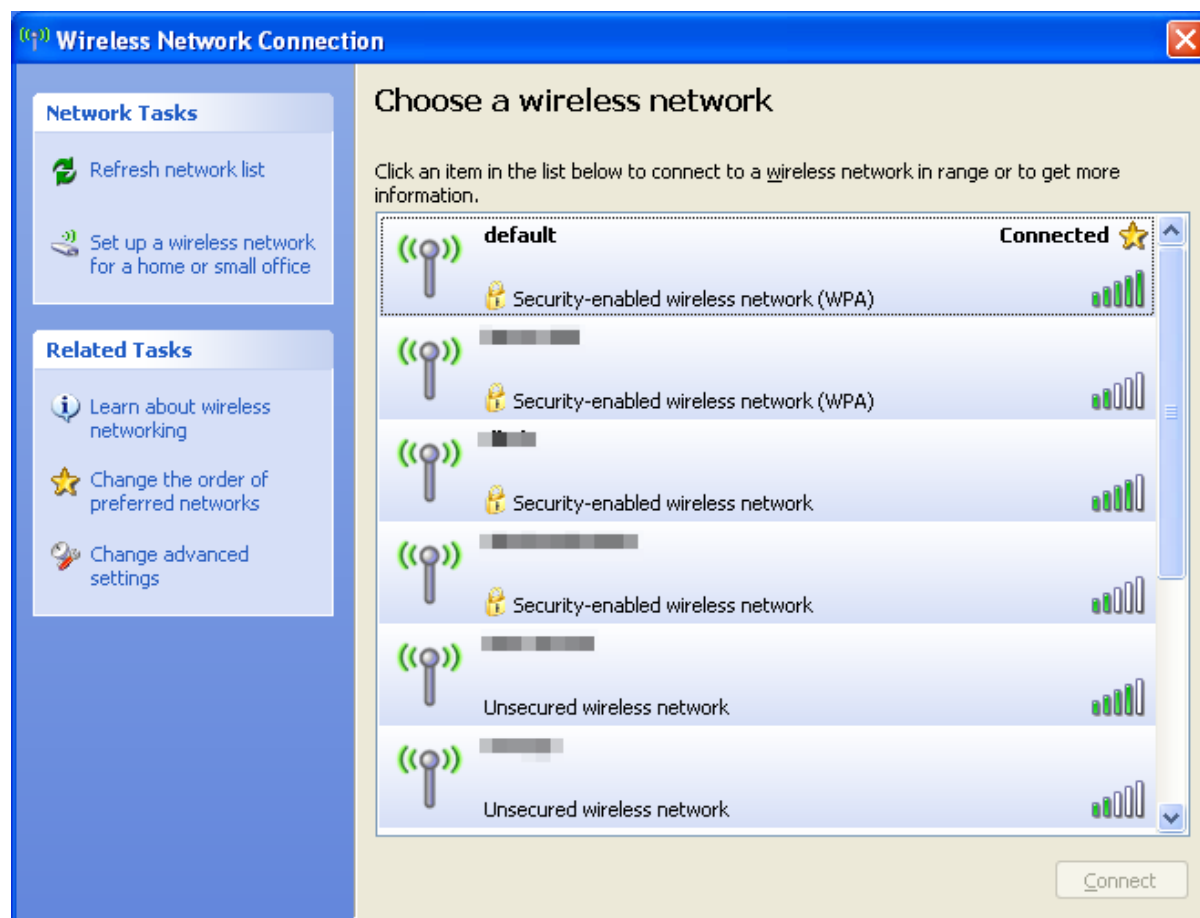 Wireless Network Connection
Network Tasks
Refresh network list
Set up a wireless network
for a home or small office
Related Tasks
Learn about wireless
networking
Change the order of
preferred networks
Change advanced
settings
Choose a wireless network
Click an item in the list below to connect to a wireless network in range or to get more
information.
default Connected
Security-enabled wireless network (WPA)
Security-enabled wireless network (WPA)
Security-enabled wireless network
Security-enabled wireless network
Unsecured wireless network
Unsecured wireless network
Connect